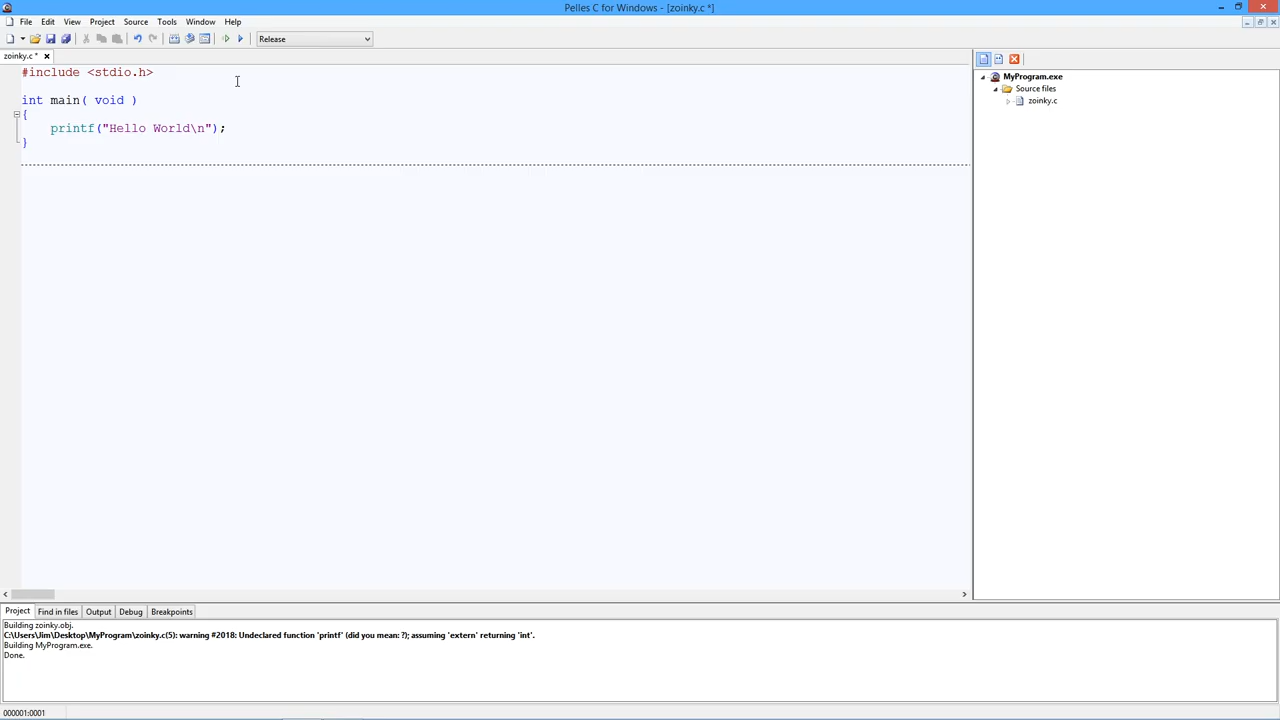 Pelles C for Windows - [zoinky.c *]
File Edit View Project Source Tools Window Help
Release
zoinky.c *
#include <stdio.h>
int main( void )
{
printf("Hello World\n");
}
MyProgram.exe
Source files
zoinky.c
Project Find in files Output Debug Breakpoints
Building zoinky.obj.
C:\Users\Jim\Desktop\MyProgram\zoinky.c(5): warning #2018: Undeclared function 'printf' (did you mean: ?); assuming 'extern' returning 'int'.
Building MyProgram.exe.
Done.
000001:0001